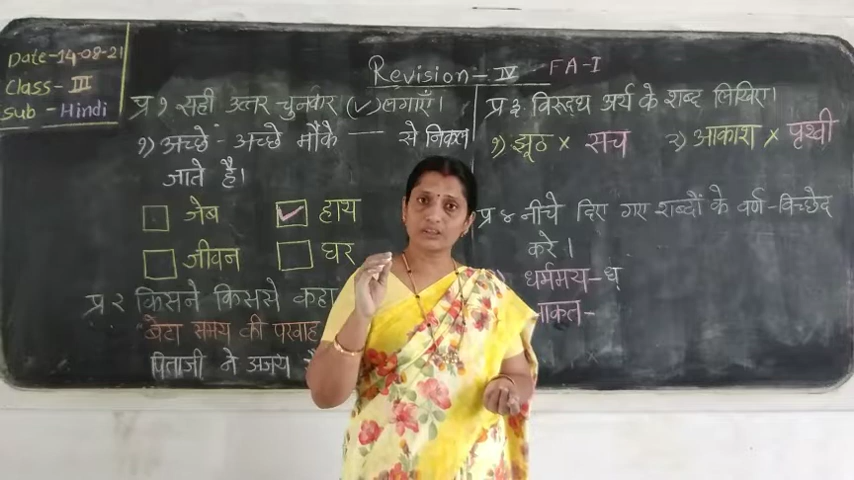 Date-14-08-21
Class-III
Sub - Hindi
Revision-IV FA-I
प्र १ सही उत्तर चुनकर (✓) लगाएँ।
१) अच्छे - अच्छे मौके — से निकल
जाते है।
जेब ✓ हाथ
जीवन घर
प्र २ किसने किससे कहा
बेटा समय की परवाह
पिताजी ने अजय
प्र ३ विरूद्ध अर्थ के शब्द लिखिए।
१) झूठ × सच २) आकाश × पृथ्वी
प्र ४ नीचे दिए गए शब्दों के वर्ण-विच्छेद
करे।
धर्ममय-ध्